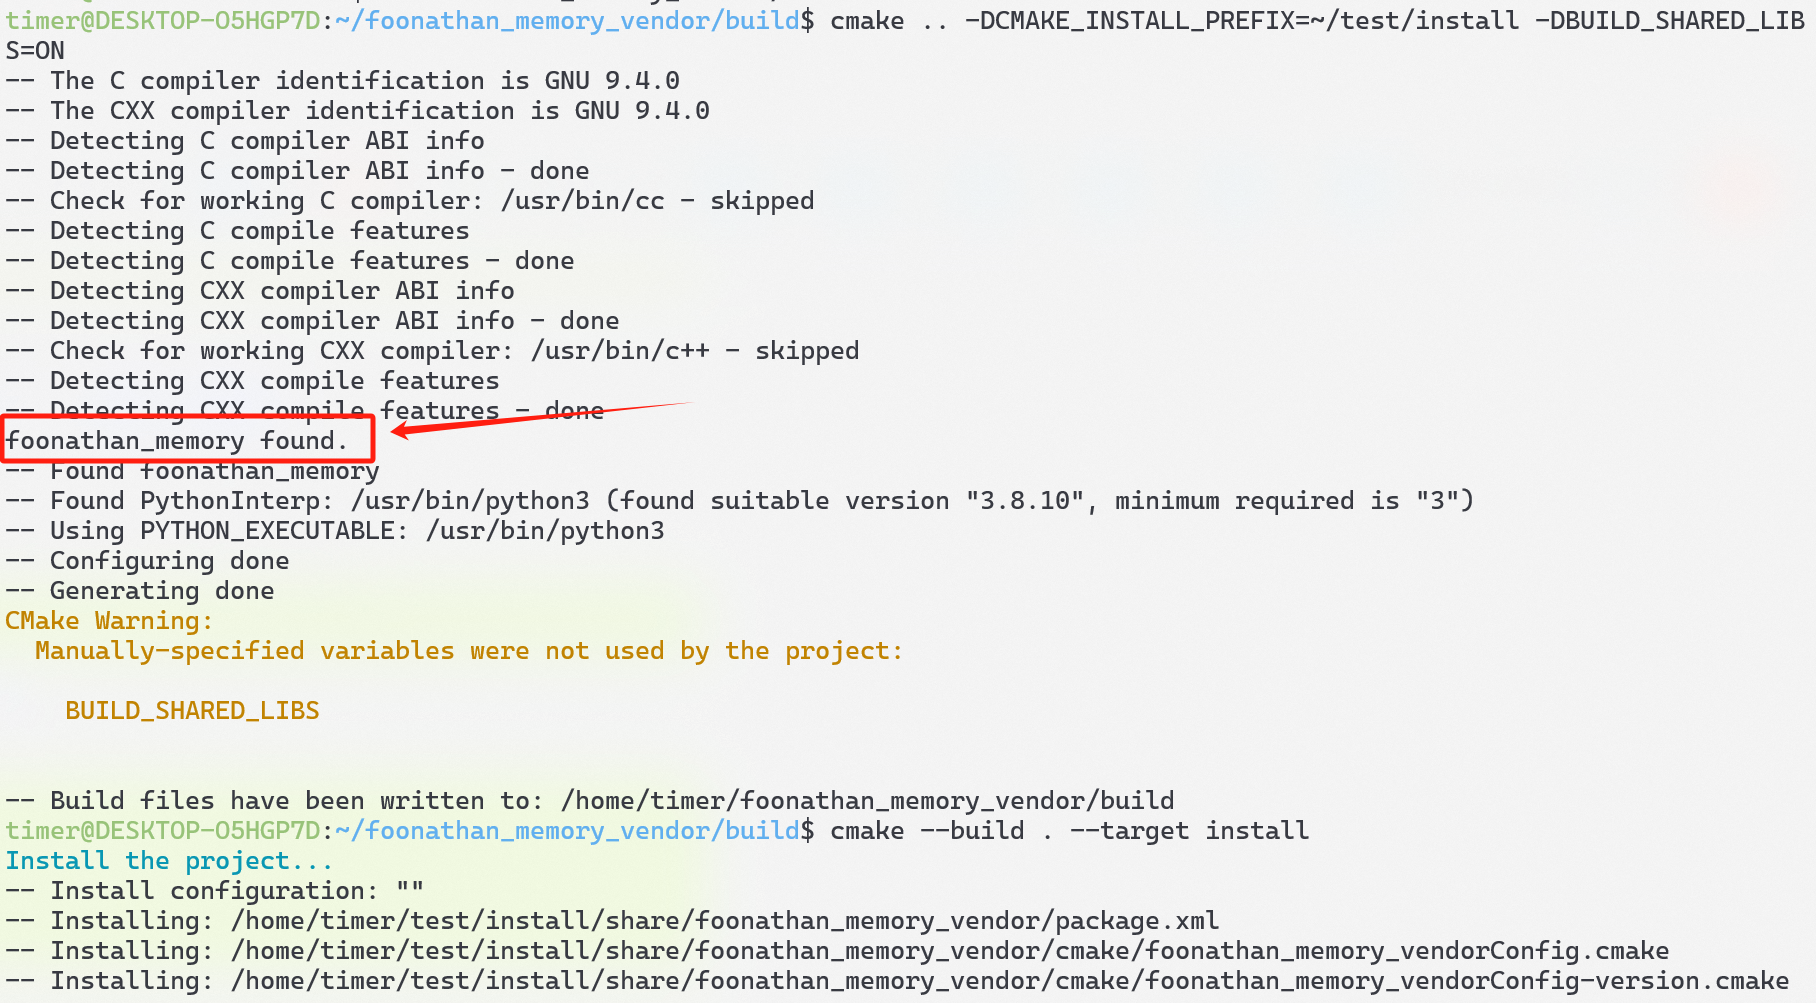 timer@DESKTOP-O5HGP7D:~/foonathan_memory_vendor/build$ cmake .. -DCMAKE_INSTALL_PREFIX=~/test/install -DBUILD_SHARED_LIB
S=ON
-- The C compiler identification is GNU 9.4.0
-- The CXX compiler identification is GNU 9.4.0
-- Detecting C compiler ABI info
-- Detecting C compiler ABI info - done
-- Check for working C compiler: /usr/bin/cc - skipped
-- Detecting C compile features
-- Detecting C compile features - done
-- Detecting CXX compiler ABI info
-- Detecting CXX compiler ABI info - done
-- Check for working CXX compiler: /usr/bin/c++ - skipped
-- Detecting CXX compile features
-- Detecting CXX compile features - done
foonathan_memory found.
-- Found foonathan_memory
-- Found PythonInterp: /usr/bin/python3 (found suitable version "3.8.10", minimum required is "3")
-- Using PYTHON_EXECUTABLE: /usr/bin/python3
-- Configuring done
-- Generating done
CMake Warning:
  Manually-specified variables were not used by the project:
    BUILD_SHARED_LIBS
-- Build files have been written to: /home/timer/foonathan_memory_vendor/build
timer@DESKTOP-O5HGP7D:~/foonathan_memory_vendor/build$ cmake --build . --target install
Install the project...
-- Install configuration: ""
-- Installing: /home/timer/test/install/share/foonathan_memory_vendor/package.xml
-- Installing: /home/timer/test/install/share/foonathan_memory_vendor/cmake/foonathan_memory_vendorConfig.cmake
-- Installing: /home/timer/test/install/share/foonathan_memory_vendor/cmake/foonathan_memory_vendorConfig-version.cmake